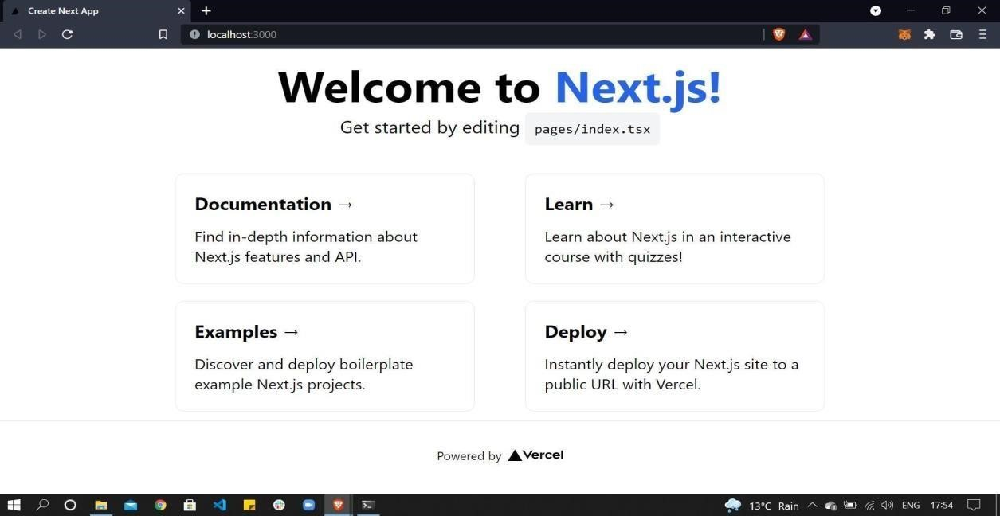 Create Next App
localhost:3000
Welcome to Next.js!
Get started by editing pages/index.tsx
Documentation →
Find in-depth information about
Next.js features and API.
Learn →
Learn about Next.js in an interactive
course with quizzes!
Examples →
Discover and deploy boilerplate
example Next.js projects.
Deploy →
Instantly deploy your Next.js site to a
public URL with Vercel.
Powered by Vercel
13°C Rain ENG 17:54